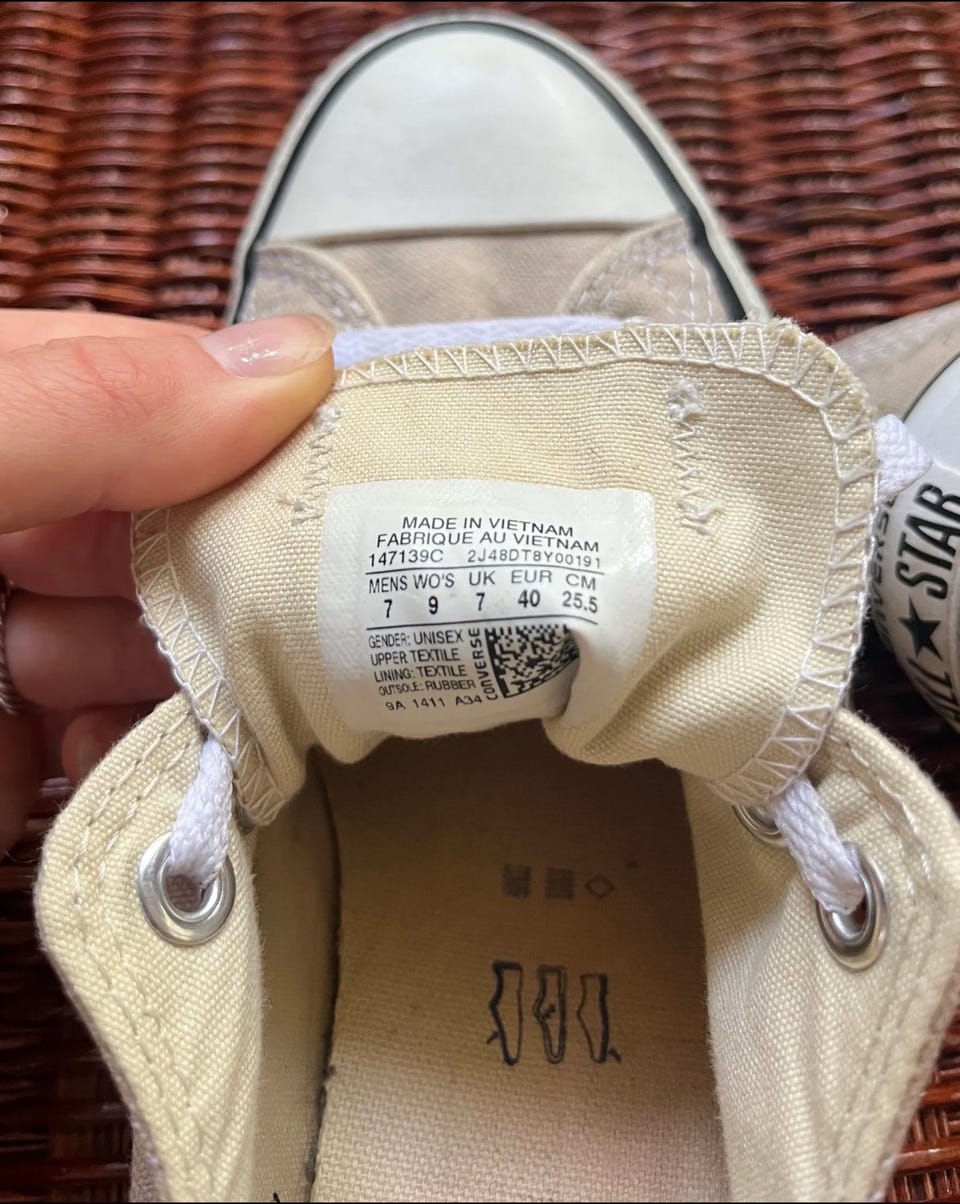 MADE IN VIETNAM
FABRIQUE AU VIETNAM
147139C 2J48DT8Y00191
MENS WO'S UK EUR CM
7 9 7 40 25.5
GENDER: UNISEX
UPPER TEXTILE
LINING: TEXTILE
OUTSOLE: RUBBER
9A 1411 A34
CONVERSE
ALL ★ STAR